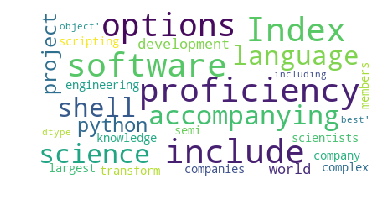 object'
options
Index
scripting
project
development
language
software
including
members
engineering
proficiency
shell
accompanying
best'
python
semi
dtype
knowledge
scientists
science
include
company
largest
transform
companies
world
complex